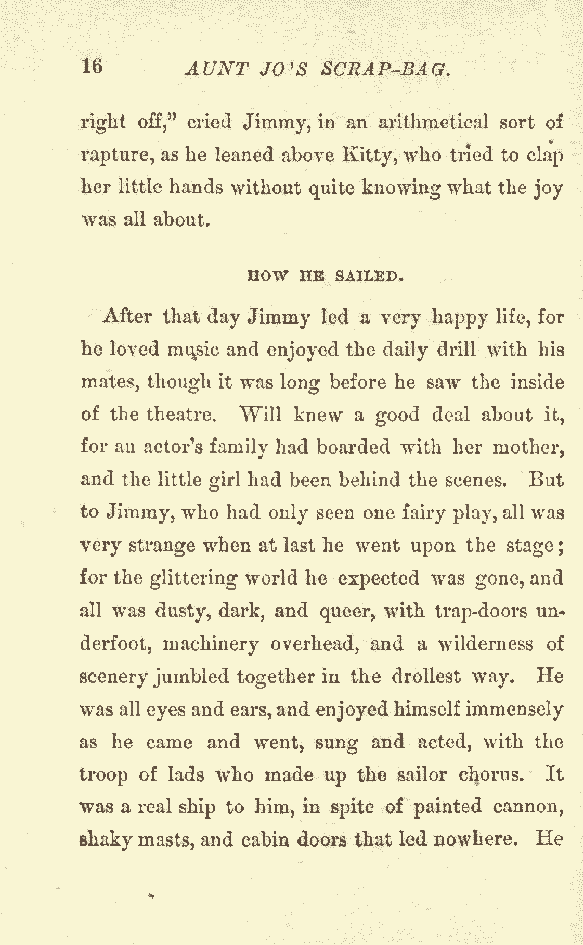 16 AUNT JO'S SCRAP-BAG.
right off," cried Jimmy, in an arithmetical sort of
rapture, as he leaned above Kitty, who tried to clap
her little hands without quite knowing what the joy
was all about.
HOW HE SAILED.
After that day Jimmy led a very happy life, for
he loved music and enjoyed the daily drill with his
mates, though it was long before he saw the inside
of the theatre. Will knew a good deal about it,
for an actor's family had boarded with her mother,
and the little girl had been behind the scenes. But
to Jimmy, who had only seen one fairy play, all was
very strange when at last he went upon the stage;
for the glittering world he expected was gone, and
all was dusty, dark, and queer, with trap-doors un-
derfoot, machinery overhead, and a wilderness of
scenery jumbled together in the drollest way. He
was all eyes and ears, and enjoyed himself immensely
as he came and went, sung and acted, with the
troop of lads who made up the sailor chorus. It
was a real ship to him, in spite of painted cannon,
shaky masts, and cabin doors that led nowhere. He